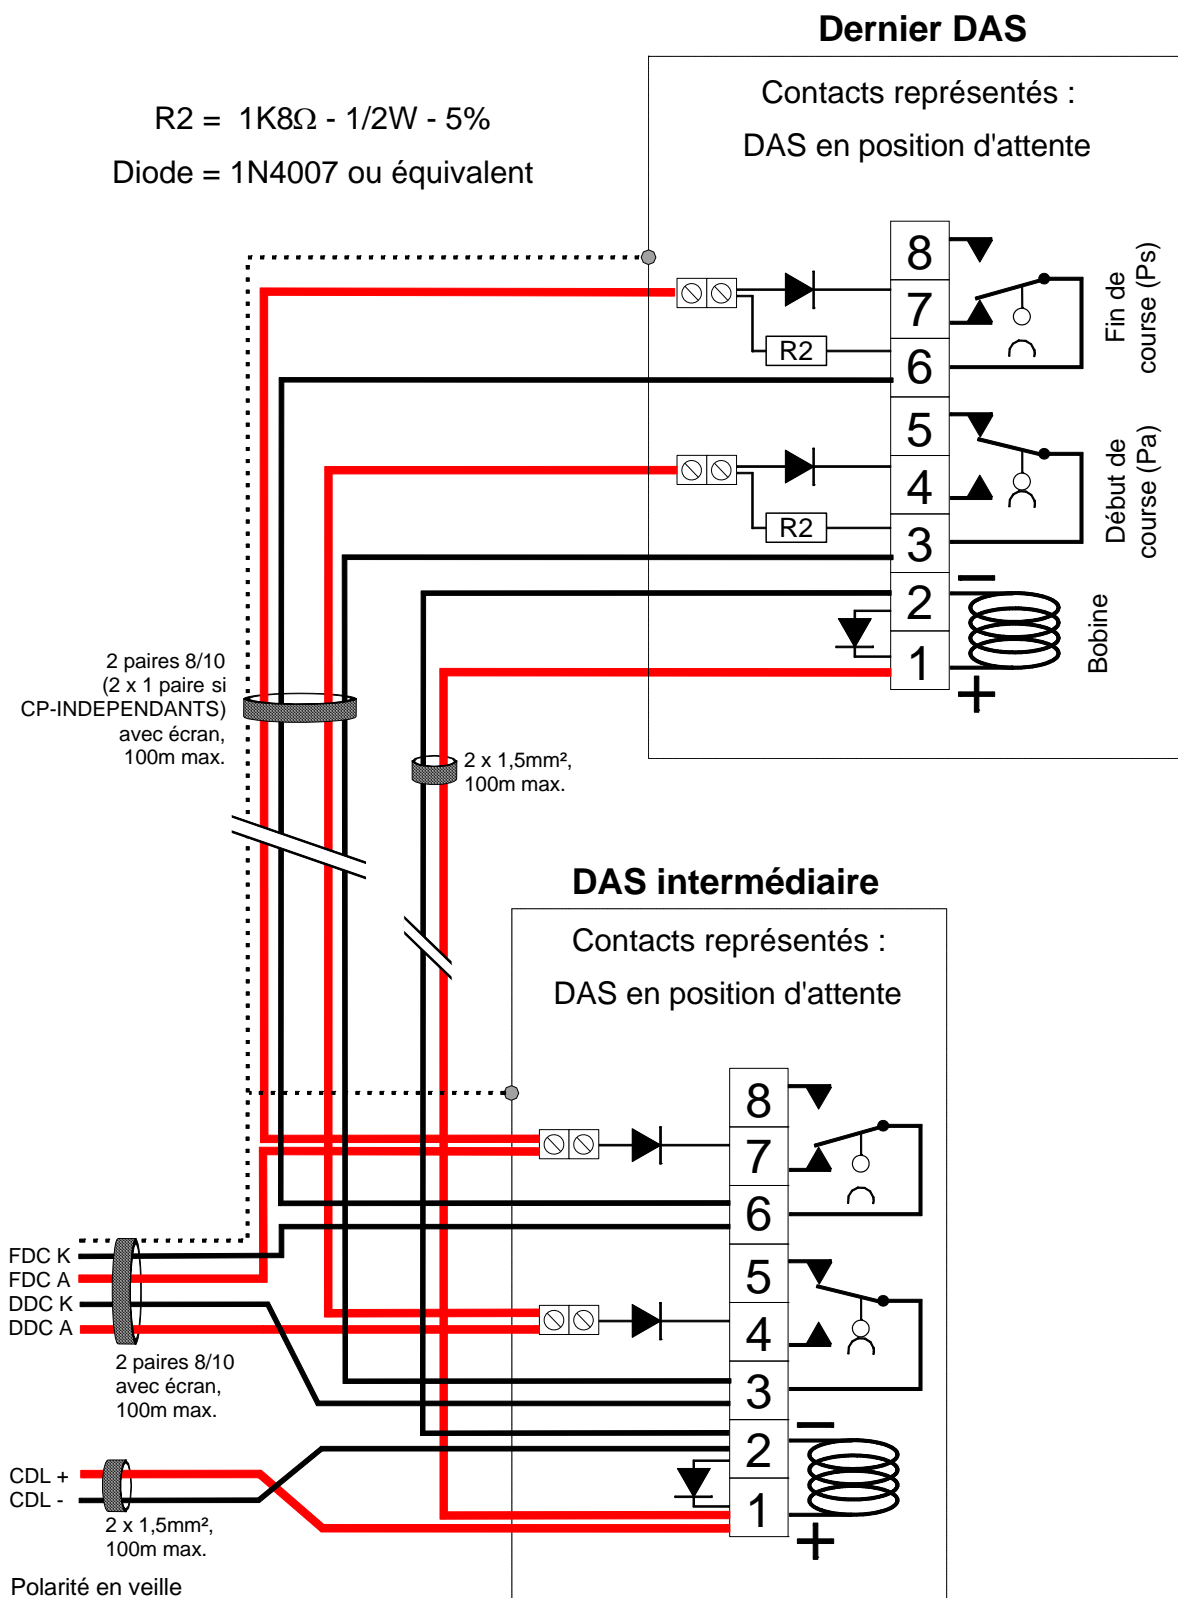 Dernier DAS
Contacts représentés :
DAS en position d'attente
R2 = 1K8Ω - 1/2W - 5%
Diode = 1N4007 ou équivalent
8
7
6
5
4
3
2
1
R2
R2
Fin de
course (Ps)
Début de
course (Pa)
Bobine
−
+
2 paires 8/10
(2 x 1 paire si
CP-INDEPENDANTS)
avec écran,
100m max.
2 x 1,5mm²,
100m max.
DAS intermédiaire
Contacts représentés :
DAS en position d'attente
8
7
6
5
4
3
2
1
−
+
FDC K
FDC A
DDC K
DDC A
2 paires 8/10
avec écran,
100m max.
CDL +
CDL -
2 x 1,5mm²,
100m max.
Polarité en veille